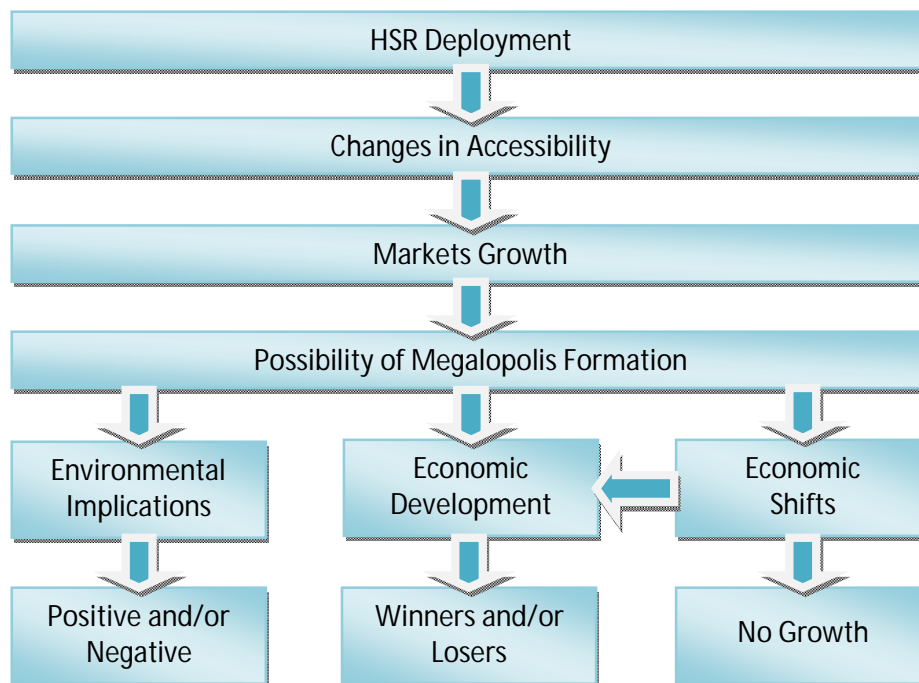 HSR Deployment
Changes in Accessibility
Markets Growth
Possibility of Megalopolis Formation
Environmental
Implications
Economic
Development
Economic
Shifts
Positive and/or
Negative
Winners and/or
Losers
No Growth